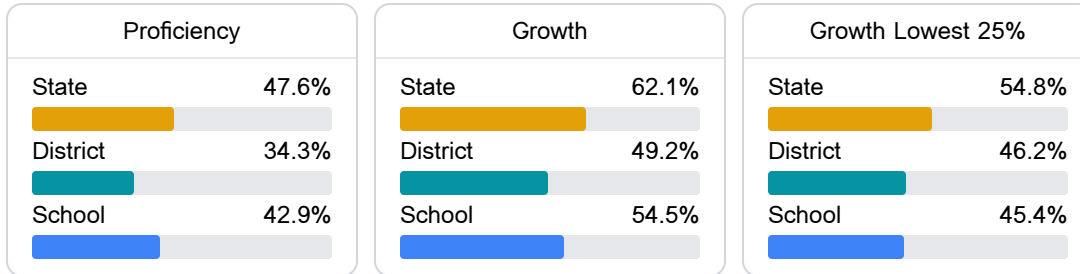 Proficiency
State 47.6%
District 34.3%
School 42.9%
Growth
State 62.1%
District 49.2%
School 54.5%
Growth Lowest 25%
State 54.8%
District 46.2%
School 45.4%